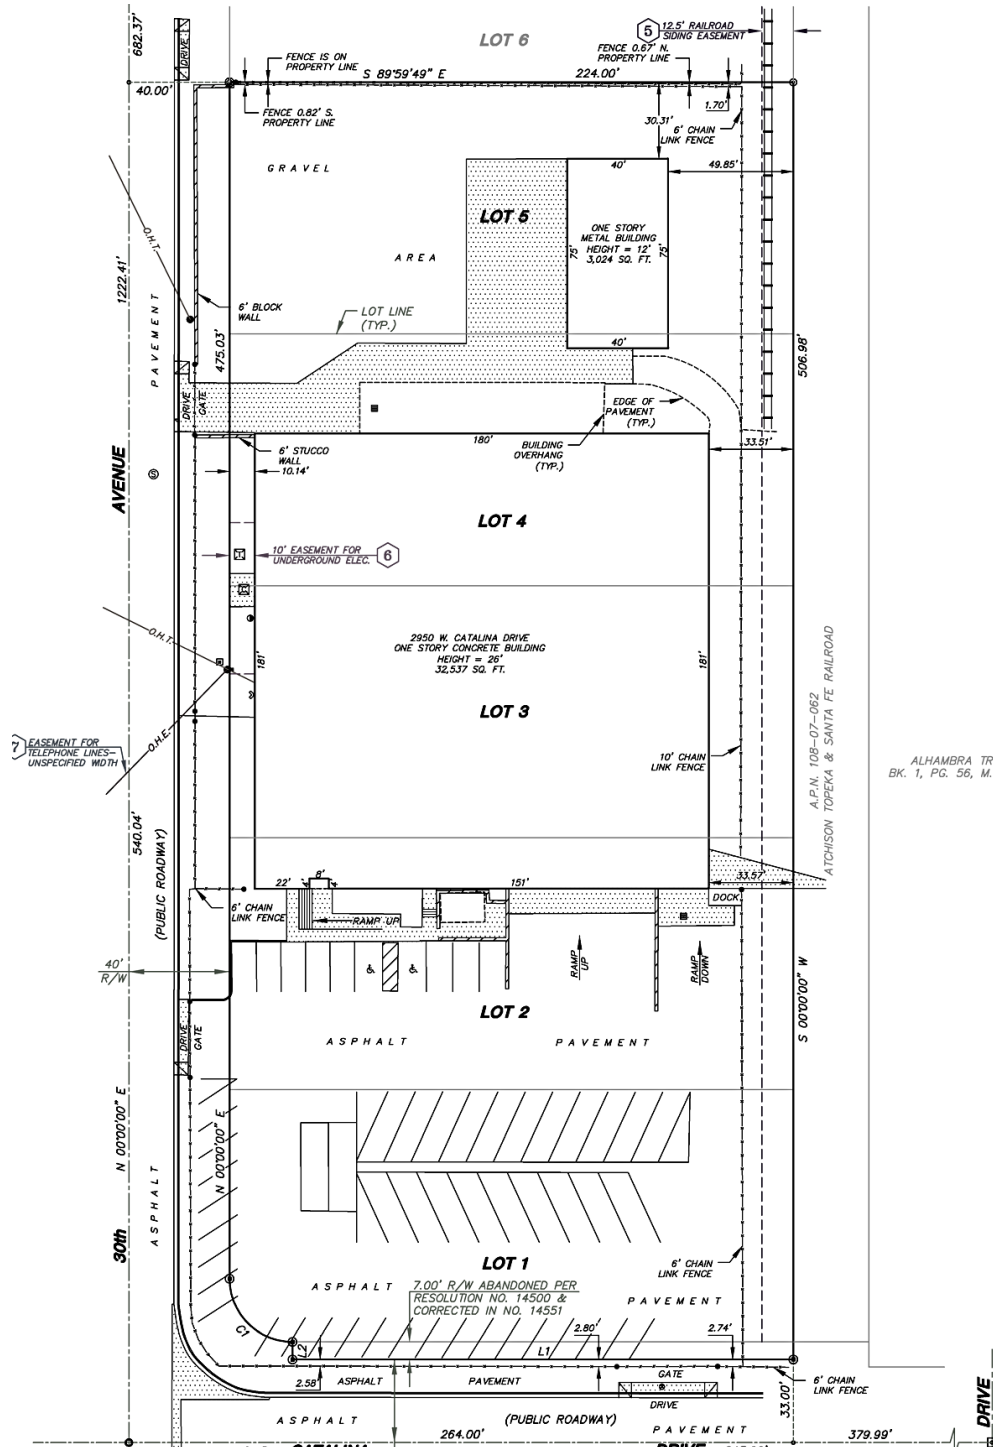 682.37'
DRIVE
LOT 6
5
12.5' RAILROAD
SIDING EASEMENT
FENCE IS ON
PROPERTY LINE
FENCE 0.67' N.
PROPERTY LINE
S 89°59'49" E
224.00'
40.00'
FENCE 0.82' S.
PROPERTY LINE
1.70'
30.31'
6' CHAIN
LINK FENCE
GRAVEL
40'
49.85'
LOT 5
ONE STORY
METAL BUILDING
HEIGHT = 12'
3,024 SQ. FT.
75'
75'
AREA
O.H.T.
1222.41'
PAVEMENT
6' BLOCK
WALL
LOT LINE
(TYP.)
475.03'
40'
506.98'
DRIVE
GATE
EDGE OF
PAVEMENT
(TYP.)
180'
BUILDING
OVERHANG
(TYP.)
33.51'
6' STUCCO
WALL
10.14'
AVENUE
S
LOT 4
10' EASEMENT FOR
UNDERGROUND ELEC.
6
O.H.T.
2950 W. CATALINA DRIVE
ONE STORY CONCRETE BUILDING
HEIGHT = 26'
32,537 SQ. FT.
181'
181'
LOT 3
O.H.E.
7
EASEMENT FOR
TELEPHONE LINES-
UNSPECIFIED WIDTH
10' CHAIN
LINK FENCE
A.P.N. 108-07-062
ATCHISON TOPEKA & SANTA FE RAILROAD
ALHAMBRA TR
BK. 1, PG. 56, M.
540.04'
(PUBLIC ROADWAY)
22'
8'
4'
4'
151'
33.57'
DOCK
6' CHAIN
LINK FENCE
RAMP UP
40'
R/W
RAMP
UP
RAMP
DOWN
S 00°00'00" W
LOT 2
DRIVE
GATE
ASPHALT
PAVEMENT
N 00°00'00" E
N 00°00'00" E
ASPHALT
30th
LOT 1
6' CHAIN
LINK FENCE
ASPHALT
7.00' R/W ABANDONED PER
RESOLUTION NO. 14500 &
CORRECTED IN NO. 14551
PAVEMENT
C1
L2
2.80'
2.74'
L1
2.58'
ASPHALT
PAVEMENT
GATE
6' CHAIN
LINK FENCE
DRIVE
33.00'
ASPHALT
(PUBLIC ROADWAY)
PAVEMENT
DRIVE
264.00'
379.99'
CATALINA
DRIVE